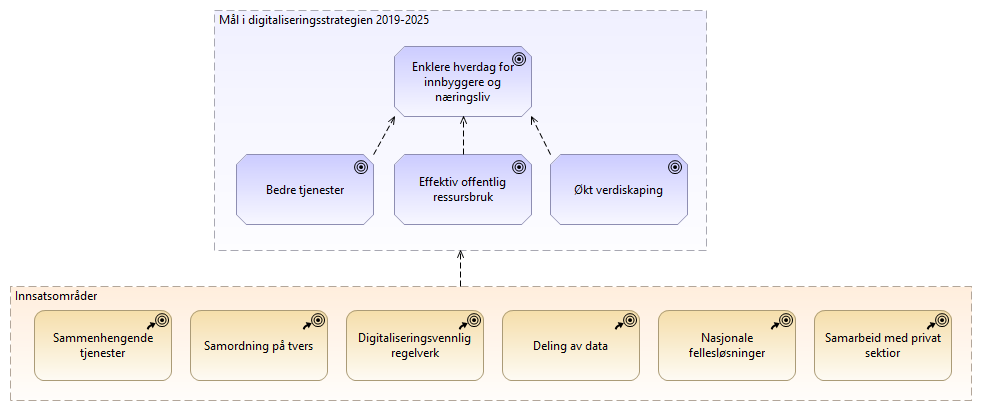 Mål i digitaliseringsstrategien 2019-2025
Enklere hverdag for
innbyggere og
næringsliv
Bedre tjenester
Effektiv offentlig
ressursbruk
Økt verdiskaping
Innsatsområder
Sammenhengende
tjenester
Samordning på tvers
Digitaliseringsvennlig
regelverk
Deling av data
Nasjonale
fellesløsninger
Samarbeid med privat
sektior